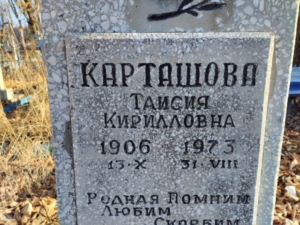 КАРТАШОВА
ТАИСИЯ
КИРИЛЛОВНА
1906 1973
13·X 31·VIII
РОДНАЯ ПОМНИМ
ЛЮБИМ
СКОРБИМ